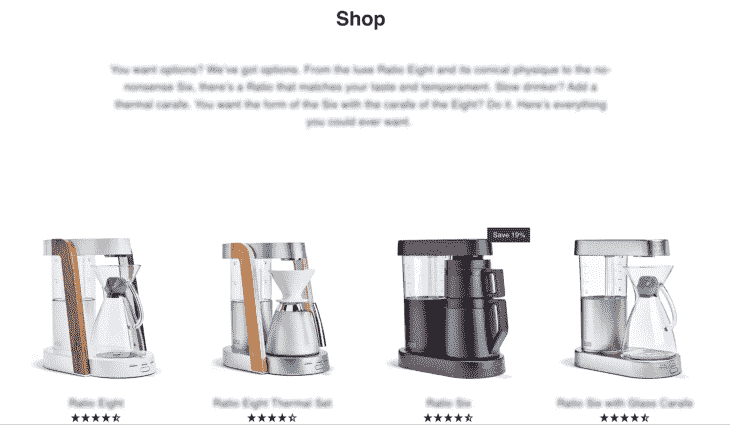 Shop
You want options? We've got options. From the luxe Ratio Eight and its conical physique to the no-
nonsense Six, there's a Ratio that matches your taste and temperament. Slow drinker? Add a
thermal carafe. You want the form of the Six with the carafe of the Eight? Do it. Here's everything
you could ever want.
Save 19%
Ratio Eight
Ratio Eight Thermal Set
Ratio Six
Ratio Six with Glass Carafe